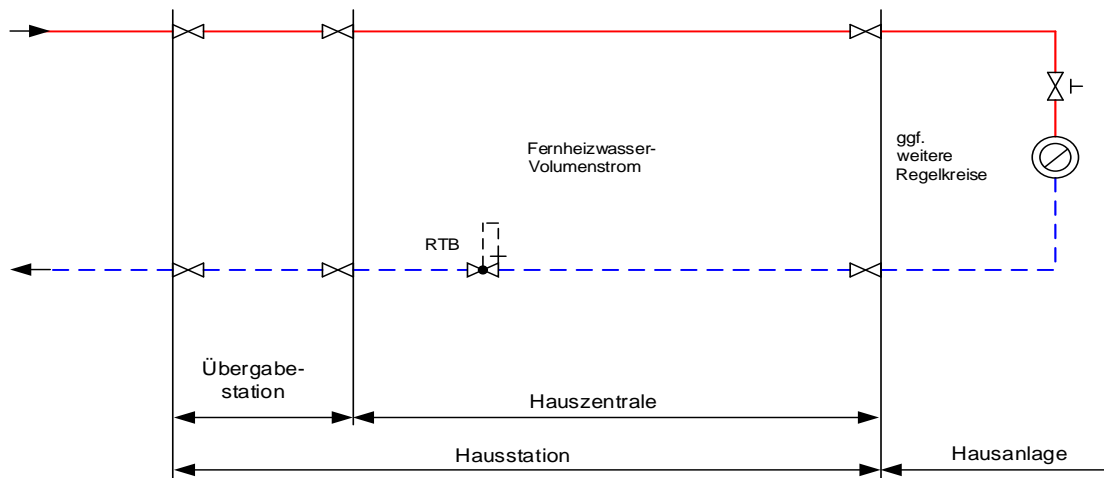 Fernheizwasser-
Volumenstrom
ggf.
weitere
Regelkreise
RTB
Übergabe-
station
Hauszentrale
Hausstation
Hausanlage